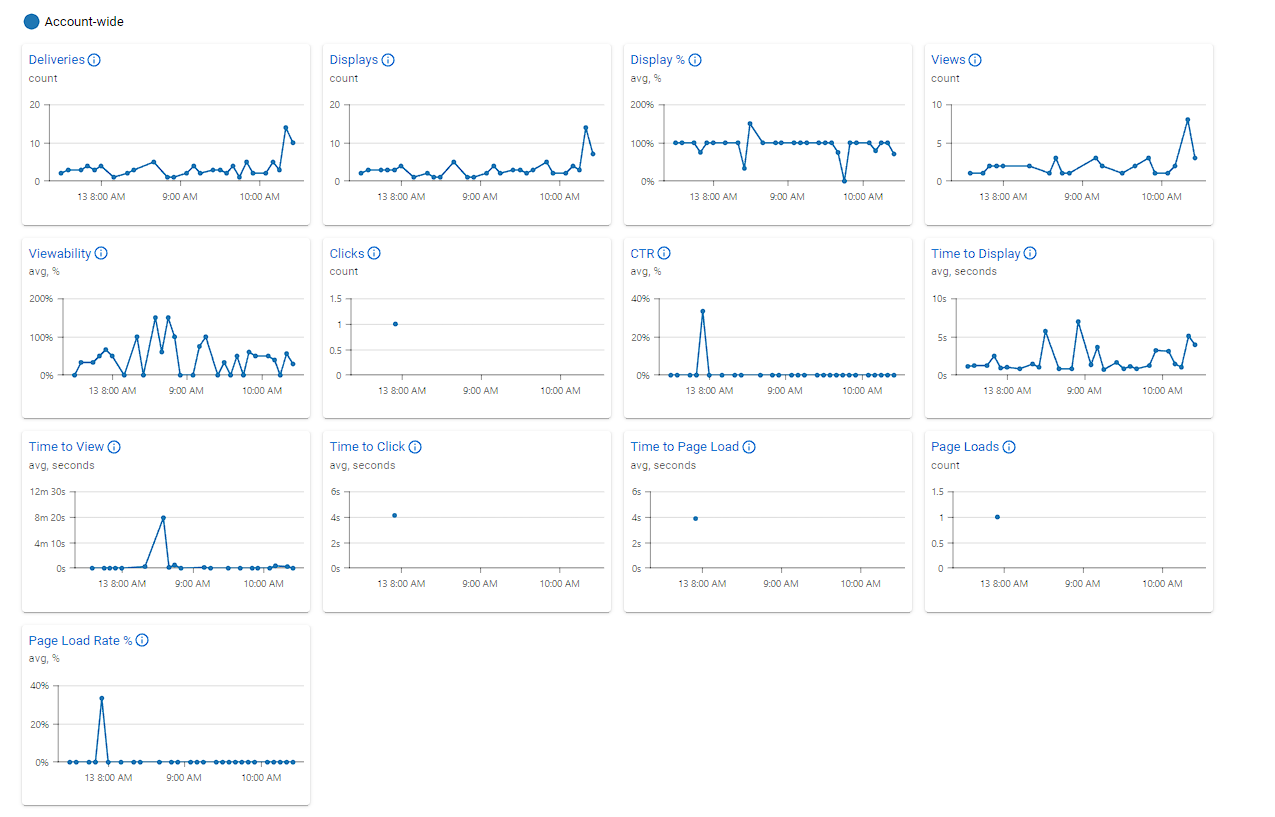 Account-wide
Deliveries
count
20
10
0
13 8:00 AM 9:00 AM 10:00 AM
Displays
count
20
10
0
13 8:00 AM 9:00 AM 10:00 AM
Display %
avg, %
200%
100%
0%
13 8:00 AM 9:00 AM 10:00 AM
Views
count
10
5
0
13 8:00 AM 9:00 AM 10:00 AM
Viewability
avg, %
200%
100%
0%
13 8:00 AM 9:00 AM 10:00 AM
Clicks
count
1.5
1
0.5
0
13 8:00 AM 9:00 AM 10:00 AM
CTR
avg, %
40%
20%
0%
13 8:00 AM 9:00 AM 10:00 AM
Time to Display
avg, seconds
10s
5s
0s
13 8:00 AM 9:00 AM 10:00 AM
Time to View
avg, seconds
12m 30s
8m 20s
4m 10s
0s
13 8:00 AM 9:00 AM 10:00 AM
Time to Click
avg, seconds
6s
4s
2s
0s
13 8:00 AM 9:00 AM 10:00 AM
Time to Page Load
avg, seconds
6s
4s
2s
0s
13 8:00 AM 9:00 AM 10:00 AM
Page Loads
count
1.5
1
0.5
0
13 8:00 AM 9:00 AM 10:00 AM
Page Load Rate %
avg, %
40%
20%
0%
13 8:00 AM 9:00 AM 10:00 AM